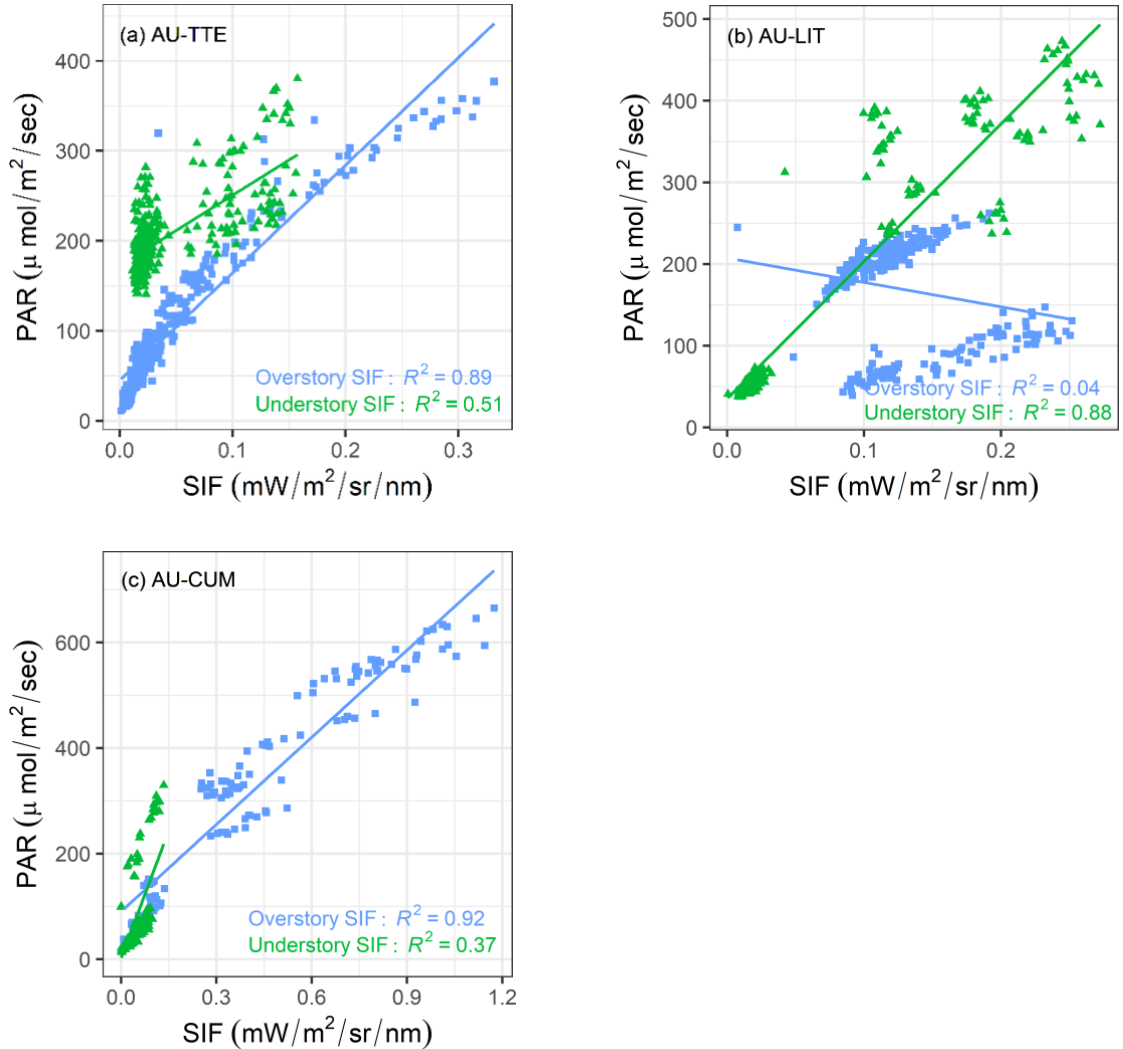 (a) AU-TTE
PAR (μ mol/m²/sec)
400
300
200
100
0
Overstory SIF : R² = 0.89
Understory SIF : R² = 0.51
0.0 0.1 0.2 0.3
SIF (mW/m²/sr/nm)
(b) AU-LIT
PAR (μ mol/m²/sec)
500
400
300
200
100
0
Overstory SIF : R² = 0.04
Understory SIF : R² = 0.88
0.0 0.1 0.2
SIF (mW/m²/sr/nm)
(c) AU-CUM
PAR (μ mol/m²/sec)
600
400
200
0
Overstory SIF : R² = 0.92
Understory SIF : R² = 0.37
0.0 0.3 0.6 0.9 1.2
SIF (mW/m²/sr/nm)